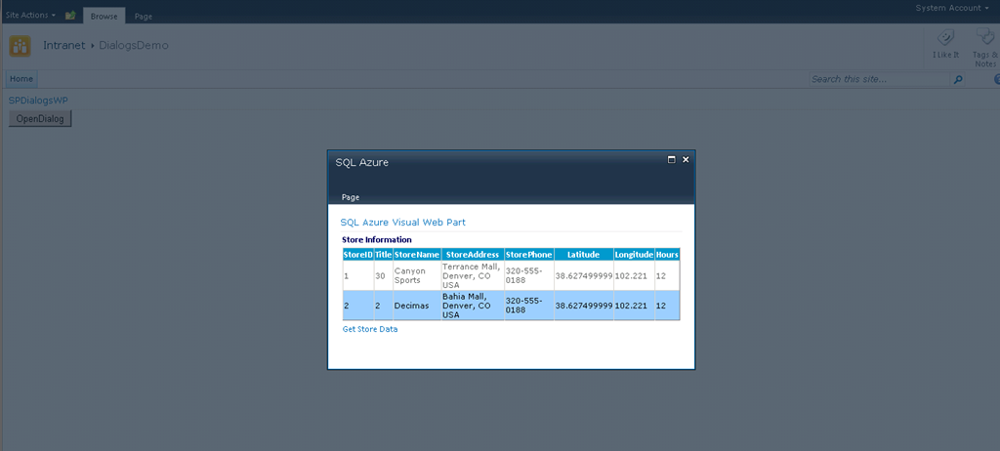 Site Actions
Browse
Page
System Account
Intranet
DialogsDemo
I Like It
Tags &
Notes
Home
Search this site...
SPDialogsWP
OpenDialog
SQL Azure
Page
SQL Azure Visual Web Part
Store Information
StoreID Title StoreName StoreAddress StorePhone Latitude Longitude Hours
1 30 Canyon Sports Terrance Mall, Denver, CO USA 320-555-0188 38.627499999 102.221 12
2 2 Decimas Bahia Mall, Denver, CO USA 320-555-0188 38.627499999 102.221 12
Get Store Data